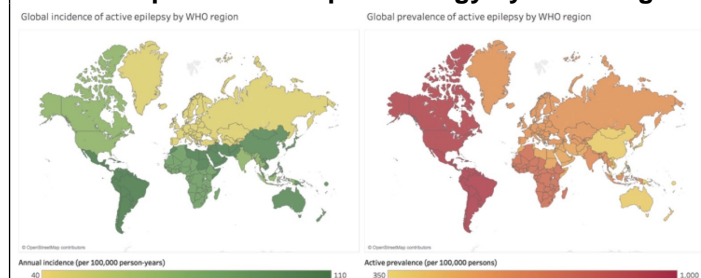 Global incidence of active epilepsy by WHO region
Global prevalence of active epilepsy by WHO region
© OpenStreetMap contributors
© OpenStreetMap contributors
Annual incidence (per 100,000 person-years)
40
110
Active prevalence (per 100,000 persons)
350
1,000